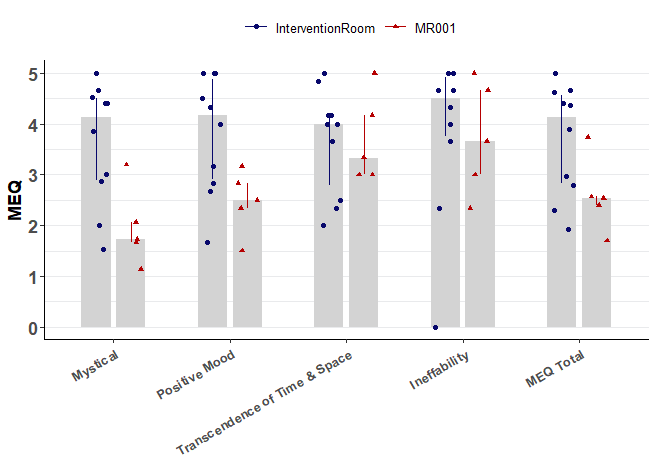 InterventionRoom MR001
MEQ
5
4
3
2
1
0
Mystical
Positive Mood
Transcendence of Time & Space
Ineffability
MEQ Total